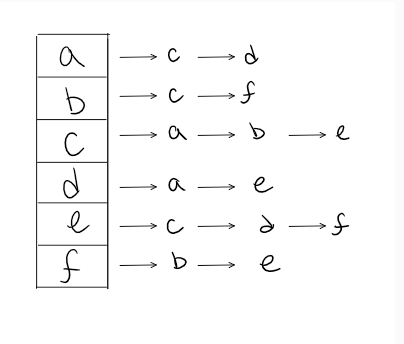 a → c → d
b → c → f
c → a → b → e
d → a → e
e → c → d → f
f → b → e